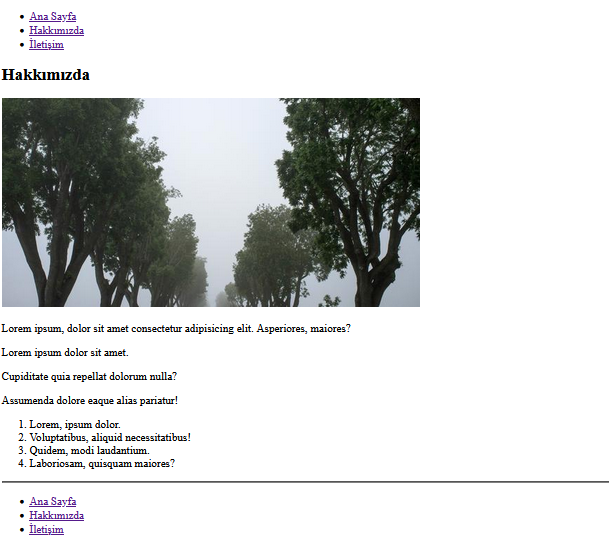 Ana Sayfa
Hakkımızda
İletişim
Hakkımızda
Lorem ipsum, dolor sit amet consectetur adipisicing elit. Asperiores, maiores?
Lorem ipsum dolor sit amet.
Cupiditate quia repellat dolorum nulla?
Assumenda dolore eaque alias pariatur!
1. Lorem, ipsum dolor.
2. Voluptatibus, aliquid necessitatibus!
3. Quidem, modi laudantium.
4. Laboriosam, quisquam maiores?
Ana Sayfa
Hakkımızda
İletişim